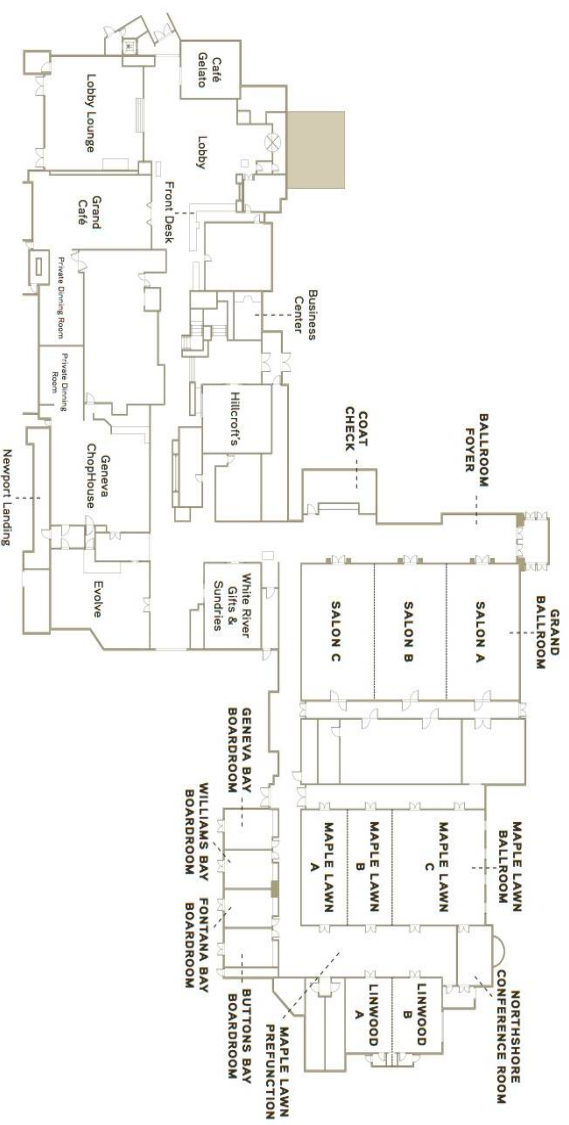 Café
Gelato
Lobby Lounge
Lobby
Grand
Café
Front Desk
Private Dinning Room
Business
Center
Private Dinning
Room
Hillcroft's
Geneva
ChopHouse
Newport Landing
COAT
CHECK
BALLROOM
FOYER
Evolve
White River
Gifts &
Sundries
SALON C
SALON B
SALON A
GRAND
BALLROOM
GENEVA BAY
BOARDROOM
WILLIAMS BAY
BOARDROOM
FONTANA BAY
BOARDROOM
BUTTONS BAY
BOARDROOM
MAPLE LAWN
A
MAPLE LAWN
B
MAPLE LAWN
C
MAPLE LAWN
BALLROOM
MAPLE LAWN
PREFUNCTION
LINWOOD
A
LINWOOD
B
NORTHSHORE
CONFERENCE ROOM